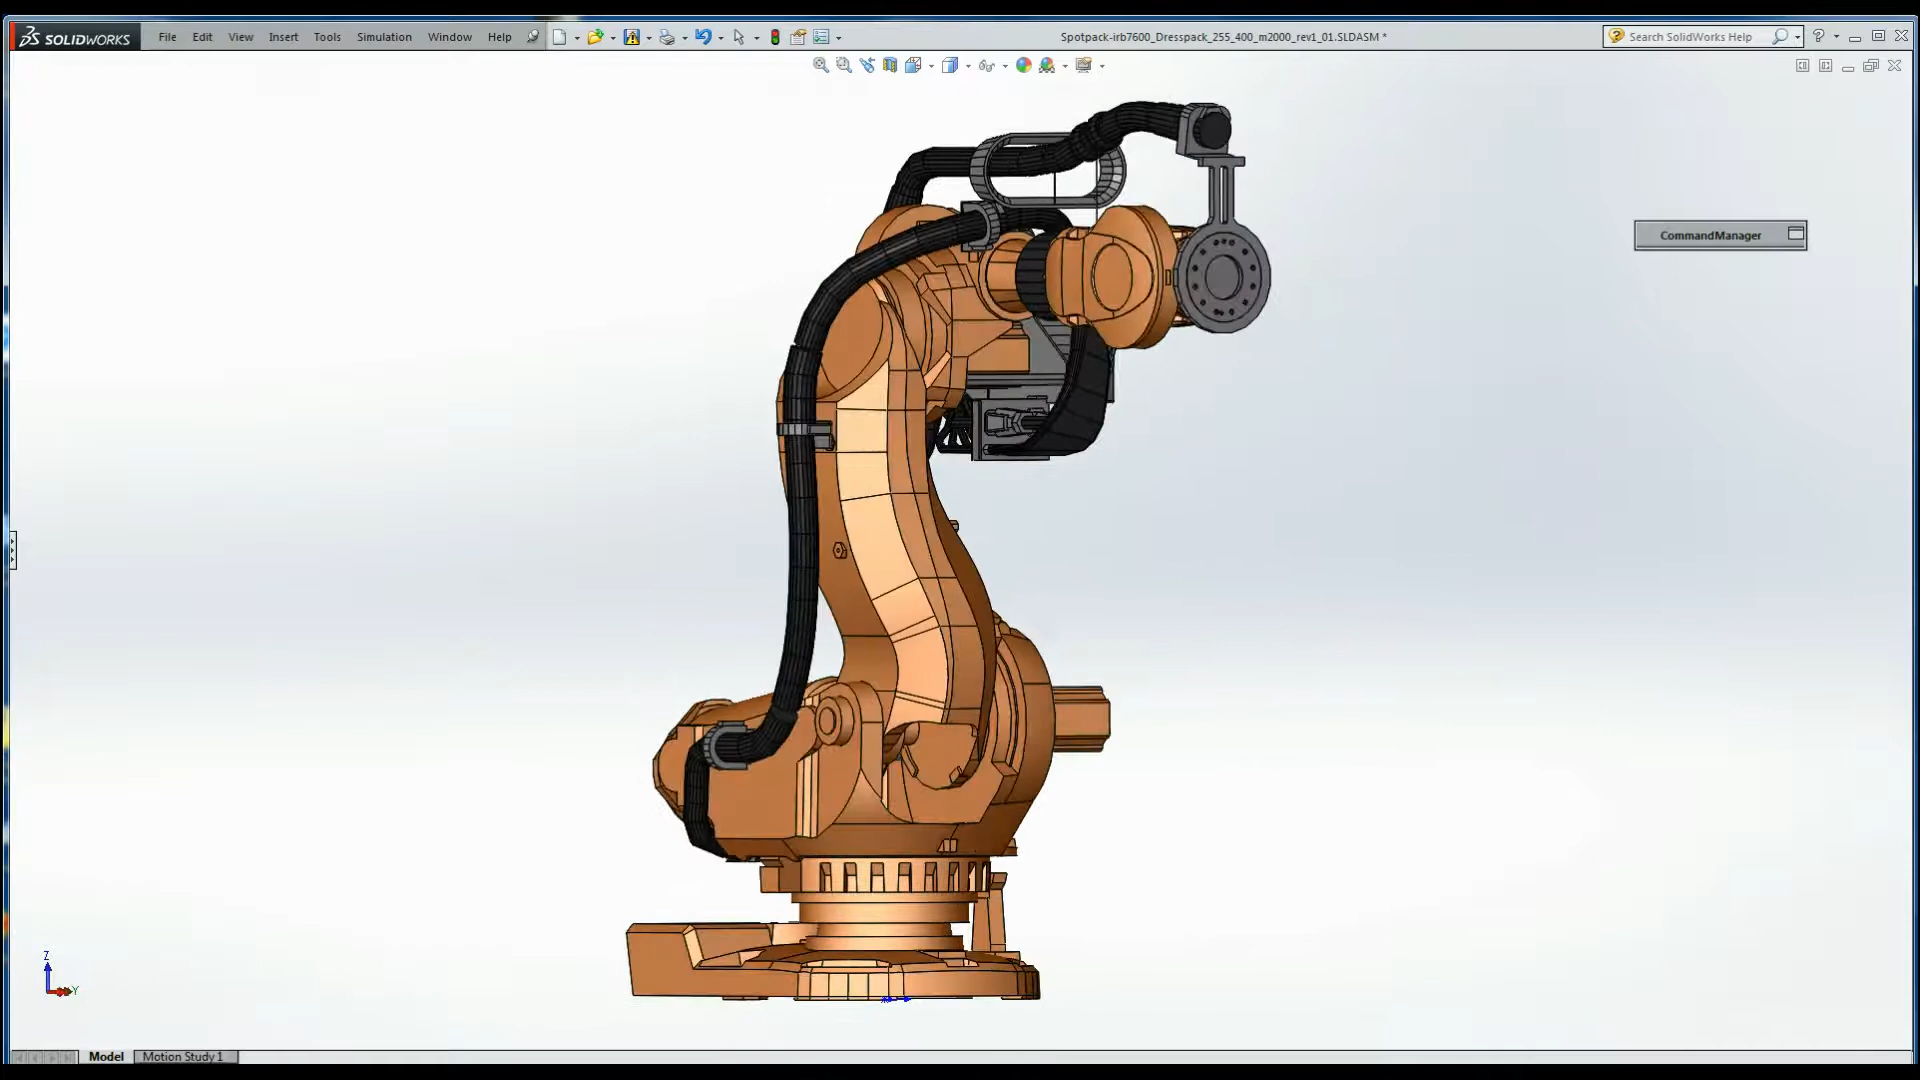 SOLIDWORKS File Edit View Insert Tools Simulation Window Help Spotpack-irb7600_Dresspack_255_400_m2000_rev1_01.SLDASM * Search SolidWorks Help ?
CommandManager
Z
Y
Model Motion Study 1